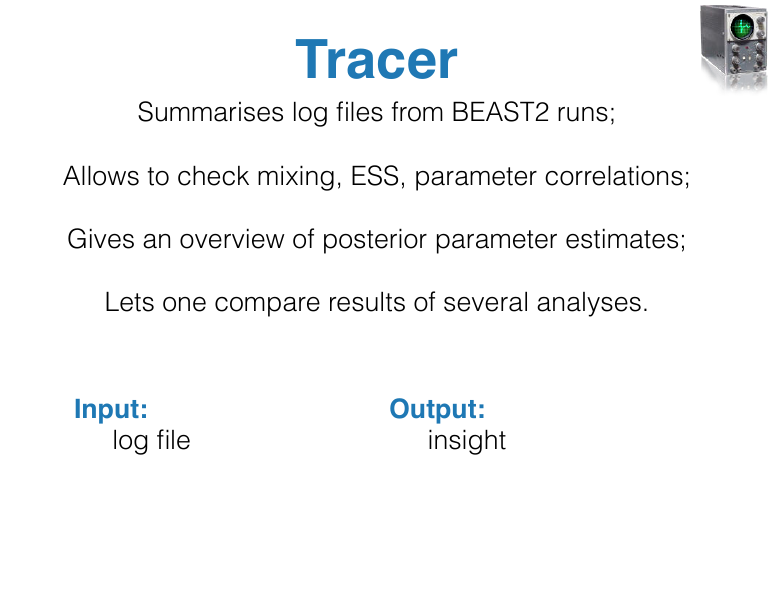 Tracer
Summarises log files from BEAST2 runs;
Allows to check mixing, ESS, parameter correlations;
Gives an overview of posterior parameter estimates;
Lets one compare results of several analyses.
Input:
log file
Output:
insight